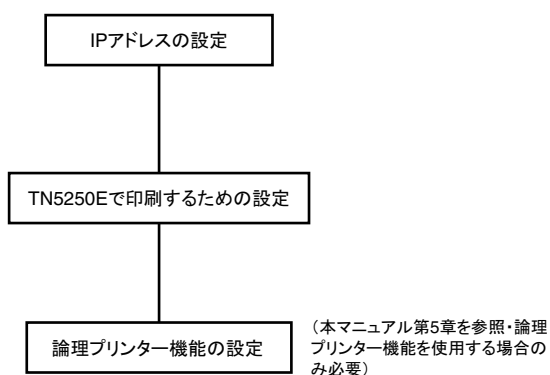 IPアドレスの設定
TN5250Eで印刷するための設定
論理プリンター機能の設定
（本マニュアル第5章を参照・論理
プリンター機能を使用する場合の
み必要）